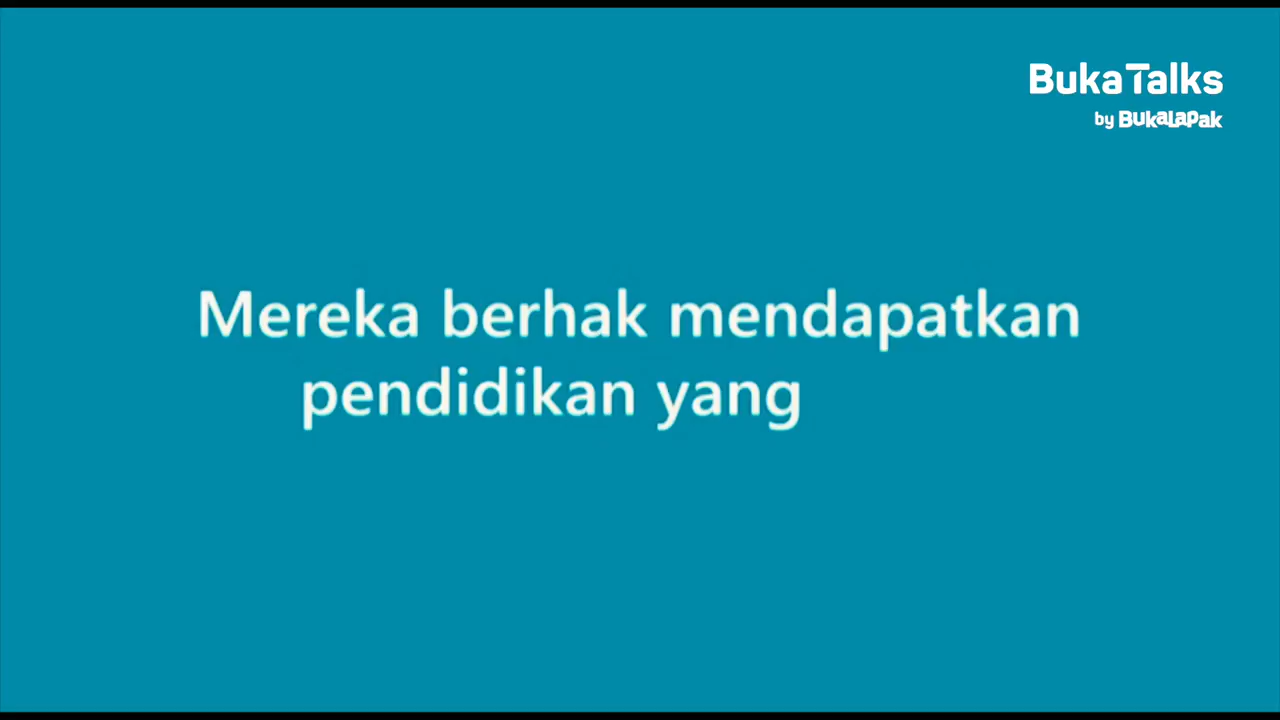 BukaTalks
by BukaLapak
Mereka berhak mendapatkan
pendidikan yang